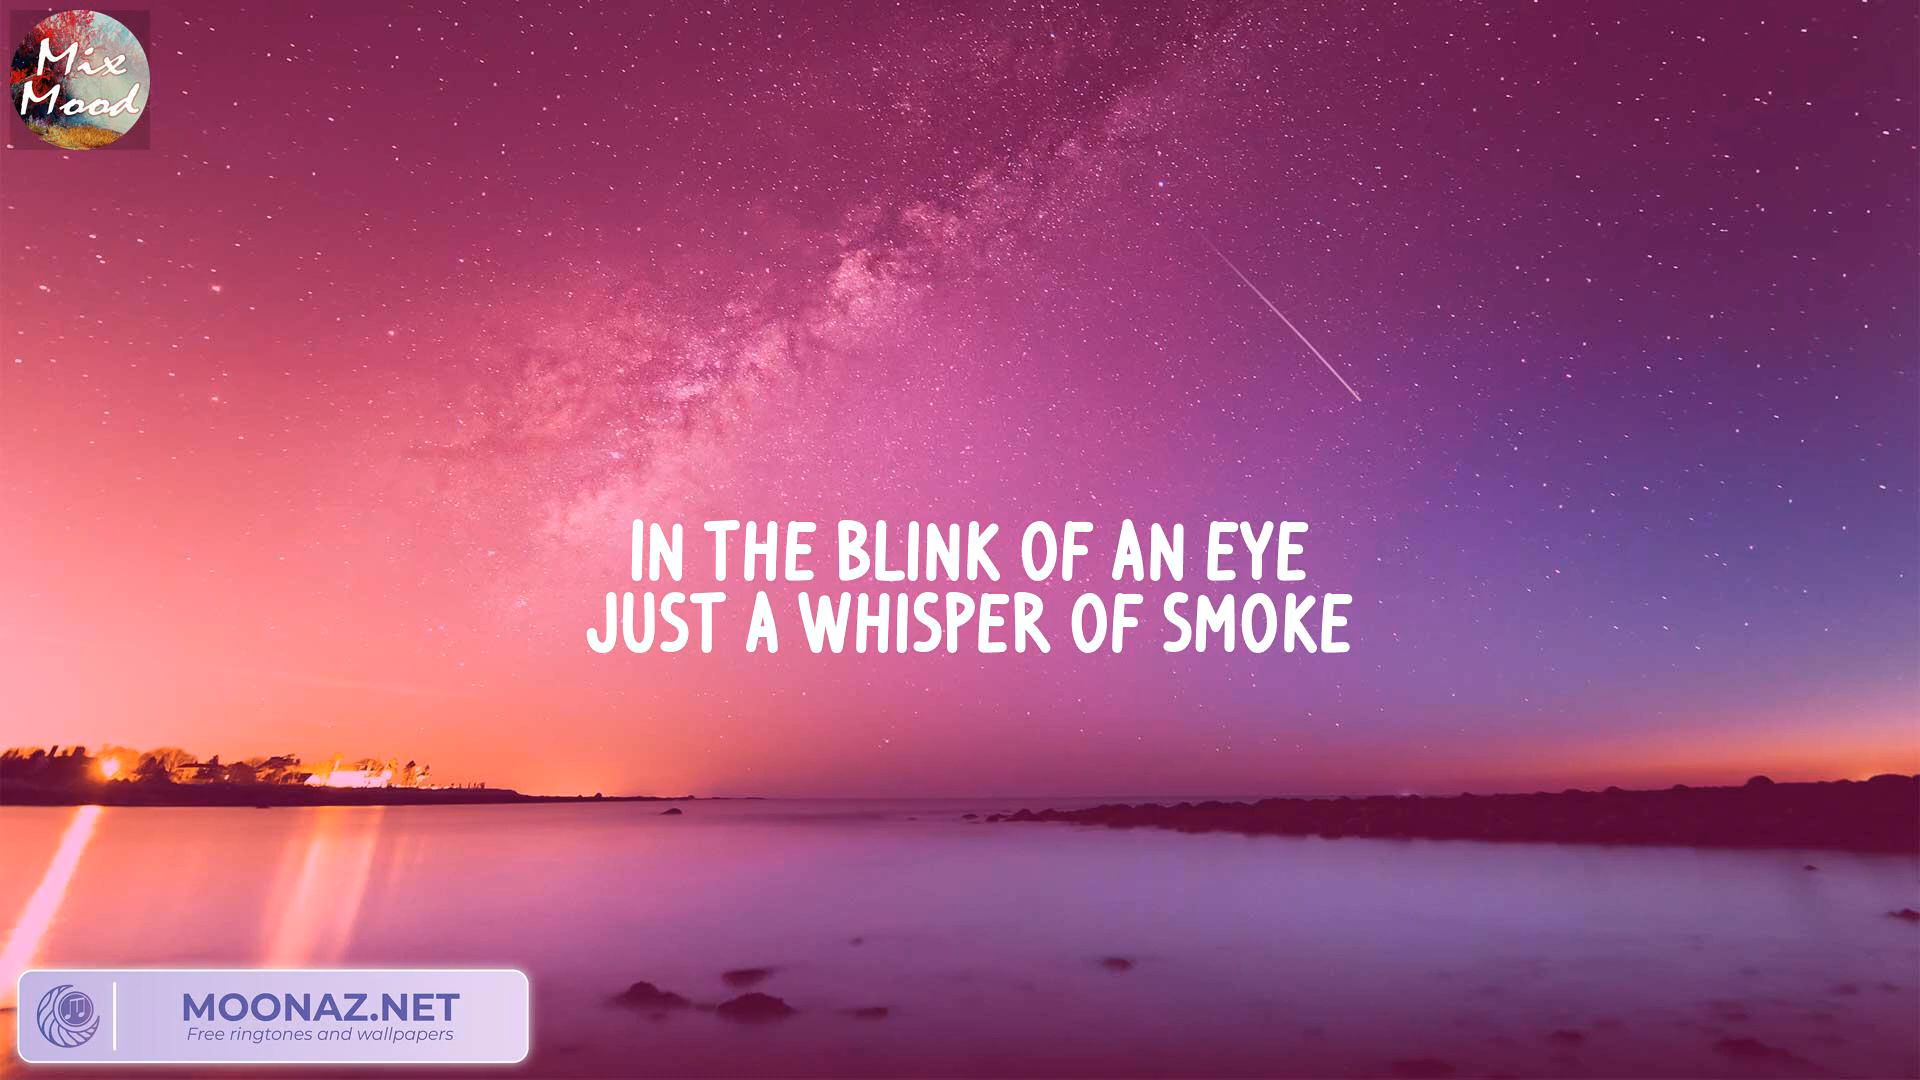 Mix
Mood
IN THE BLINK OF AN EYE
JUST A WHISPER OF SMOKE
MOONAZ.NET
Free ringtones and wallpapers